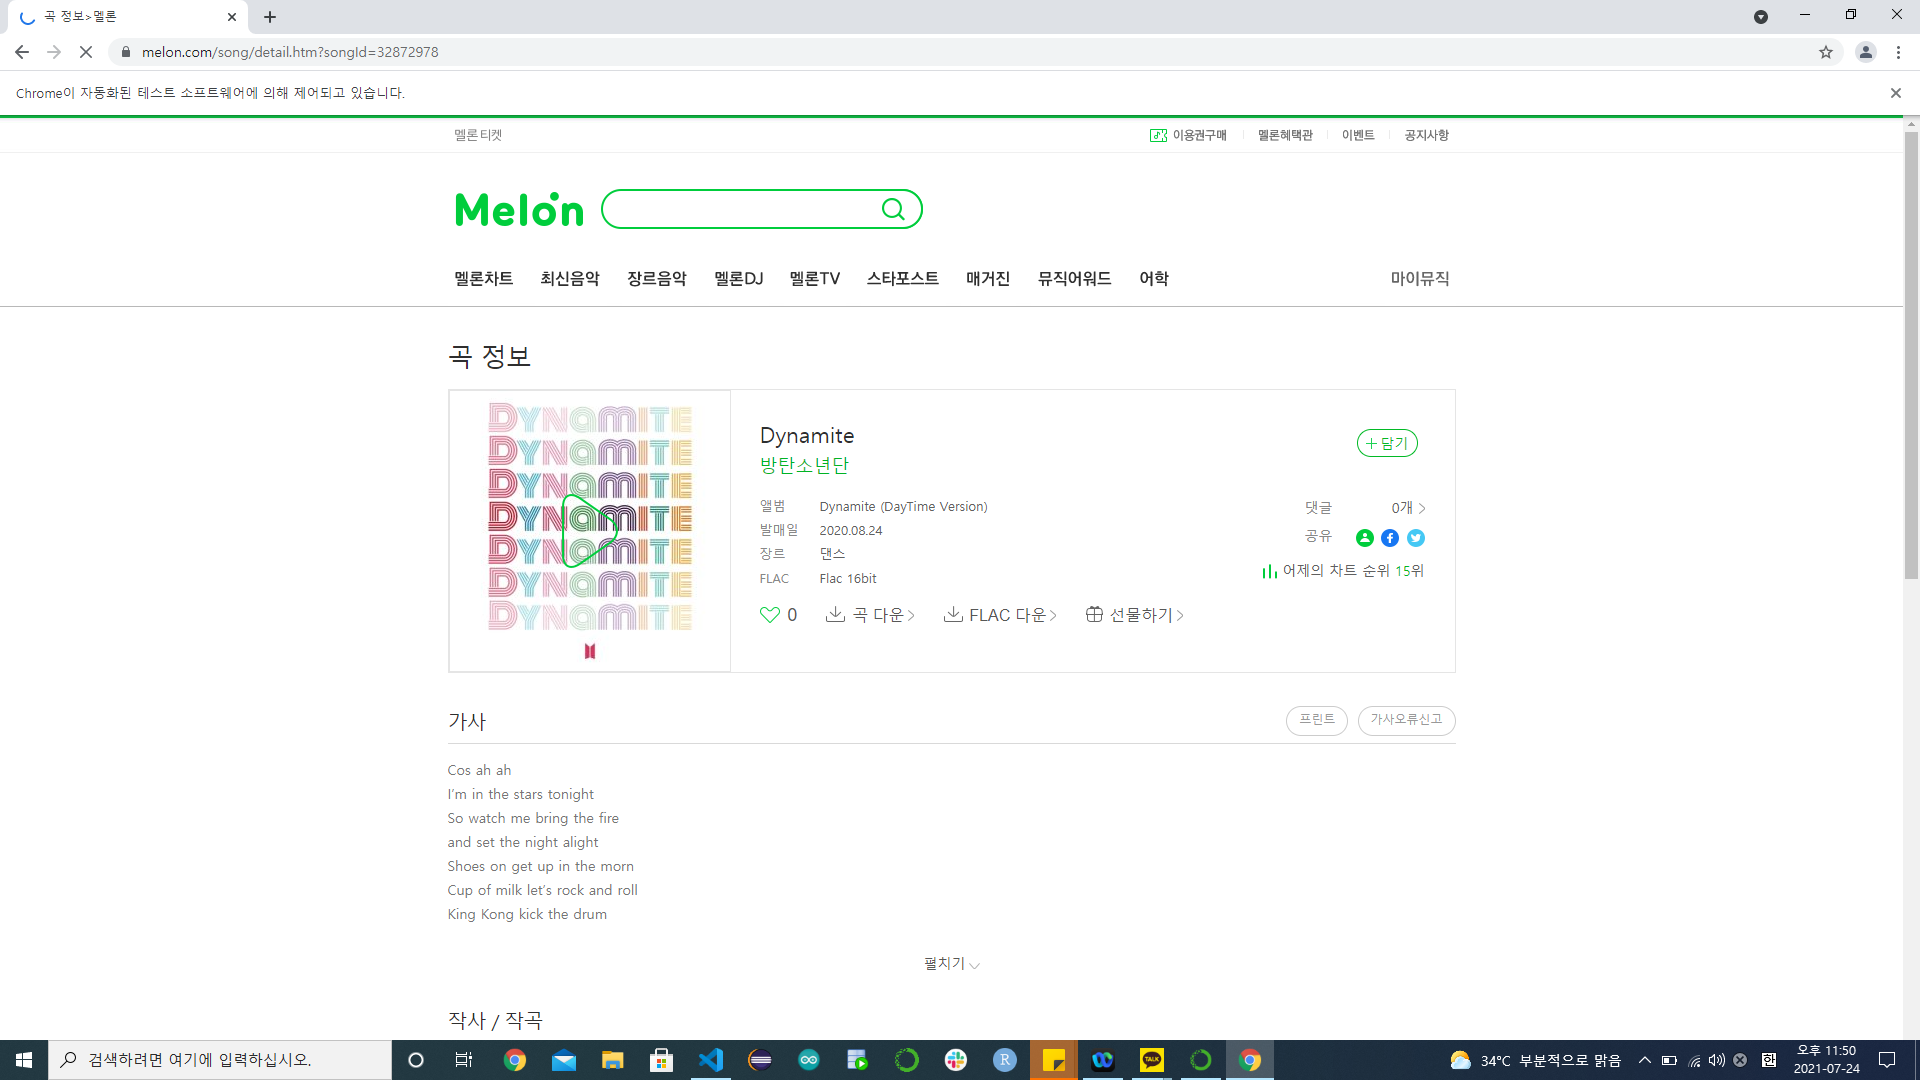 곡 정보>멜론
melon.com/song/detail.htm?songId=32872978
Chrome이 자동화된 테스트 소프트웨어에 의해 제어되고 있습니다.
멜론티켓
이용권구매
멜론혜택관
이벤트
공지사항
Melon
멜론차트 최신음악 장르음악 멜론DJ 멜론TV 스타포스트 매거진 뮤직어워드 어학 마이뮤직
곡 정보
DYNAMITE
DYNAMITE
DYNAMITE
DYNAMITE
DYNAMITE
DYNAMITE
DYNAMITE
Dynamite
+ 담기
방탄소년단
앨범 Dynamite (DayTime Version)
댓글 0개
발매일 2020.08.24
공유
장르 댄스
어제의 차트 순위 15위
FLAC Flac 16bit
0 곡 다운 FLAC 다운 선물하기
가사
프린트
가사오류신고
Cos ah ah
I’m in the stars tonight
So watch me bring the fire
and set the night alight
Shoes on get up in the morn
Cup of milk let’s rock and roll
King Kong kick the drum
펼치기
작사 / 작곡
검색하려면 여기에 입력하십시오.
R
TALK
34°C 부분적으로 맑음
한
오후 11:50
2021-07-24